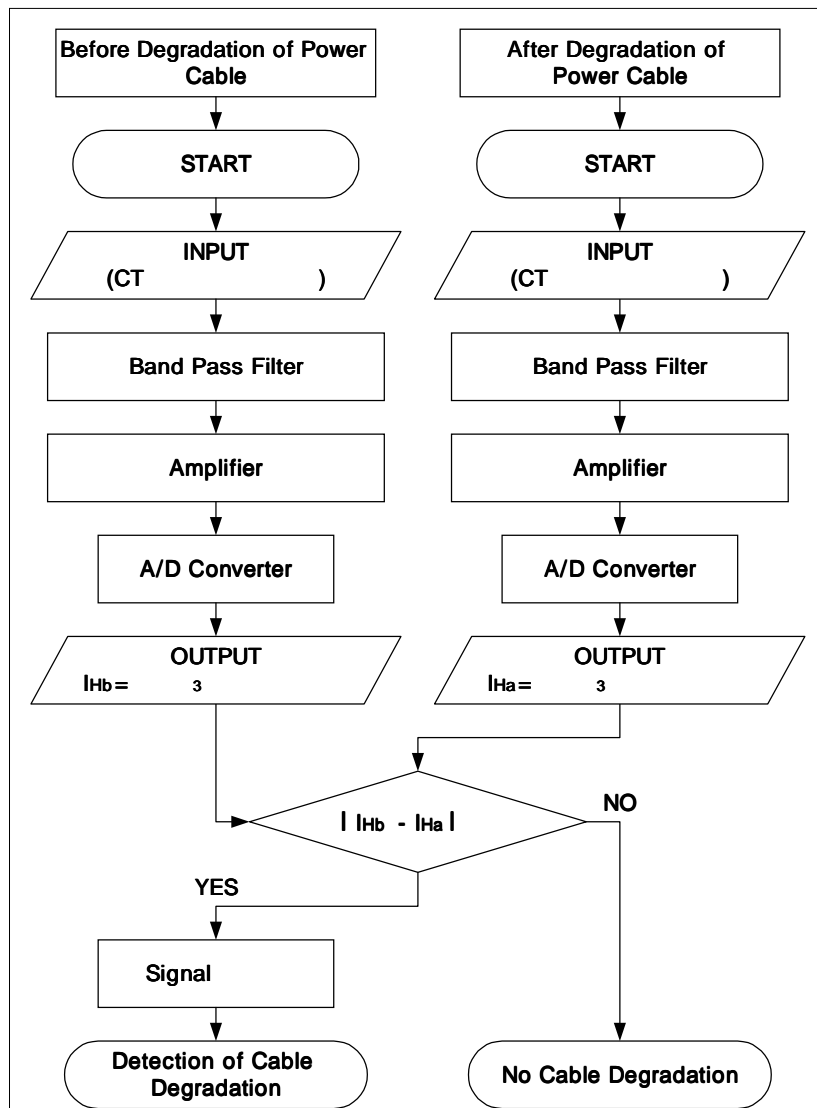 Before Degradation of Power
Cable
After Degradation of
Power Cable
START
START
INPUT
(CT )
INPUT
(CT )
Band Pass Filter
Band Pass Filter
Amplifier
Amplifier
A/D Converter
A/D Converter
OUTPUT
IHb= 3
OUTPUT
IHa= 3
| IHb - IHa |
NO
YES
Signal
Detection of Cable
Degradation
No Cable Degradation